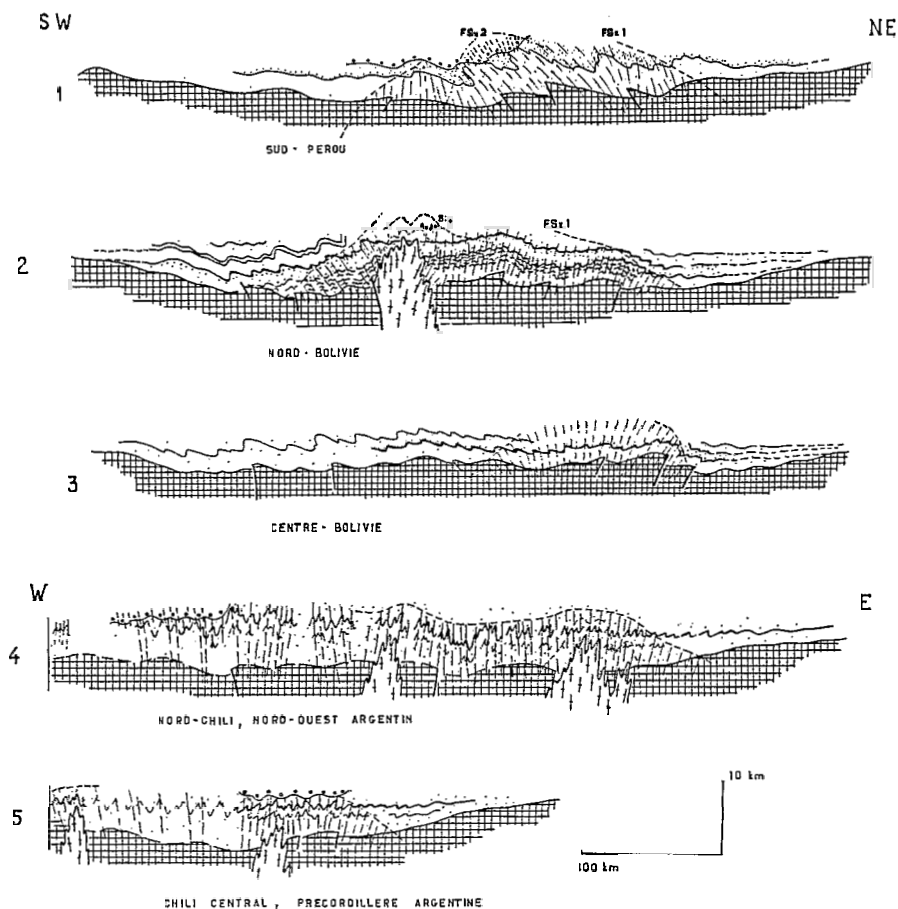 SW
NE
FSx2 FSx1
1
SUD - PEROU
FSx1
2
NORD - BOLIVIE
3
CENTRE - BOLIVIE
W
E
4
NORD-CHILI, NORD-OUEST ARGENTIN
5
10 km
100 km
CHILI CENTRAL, PRECORDILLERE ARGENTINE